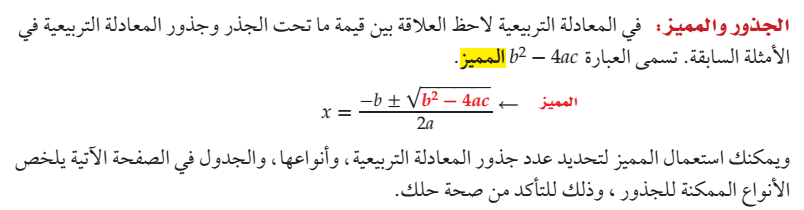 الجذور والمميز: في المعادلة التربيعية لاحظ العلاقة بين قيمة ما تحت الجذر وجذور المعادلة التربيعية في
الأمثلة السابقة. تسمى العبارة b² − 4ac المميز.
x = (−b ± √(b² − 4ac)) / 2a ← المميز
ويمكنك استعمال المميز لتحديد عدد جذور المعادلة التربيعية، وأنواعها، والجدول في الصفحة الآتية يلخص
الأنواع الممكنة للجذور، وذلك للتأكد من صحة حلك.